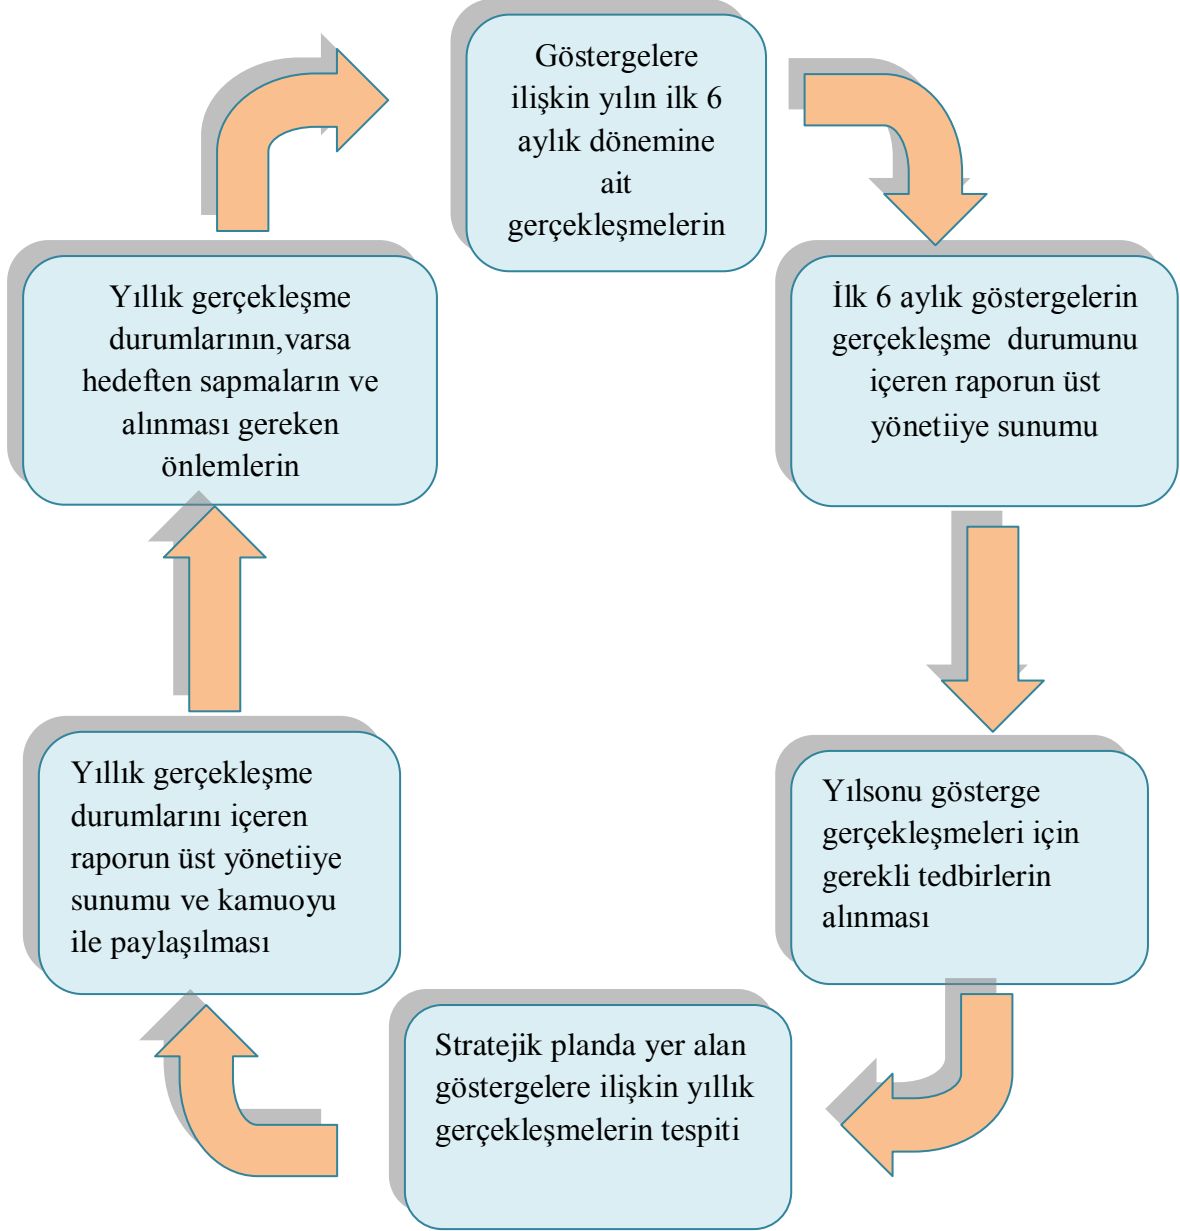 Göstergelere
ilişkin yılın ilk 6
aylık dönemine
ait
gerçekleşmelerin
İlk 6 aylık göstergelerin
gerçekleşme durumunu
içeren raporun üst
yönetiiye sunumu
Yılsonu gösterge
gerçekleşmeleri için
gerekli tedbirlerin
alınması
Stratejik planda yer alan
göstergelere ilişkin yıllık
gerçekleşmelerin tespiti
Yıllık gerçekleşme
durumlarını içeren
raporun üst yönetiiye
sunumu ve kamuoyu
ile paylaşılması
Yıllık gerçekleşme
durumlarının,varsa
hedeften sapmaların ve
alınması gereken
önlemlerin